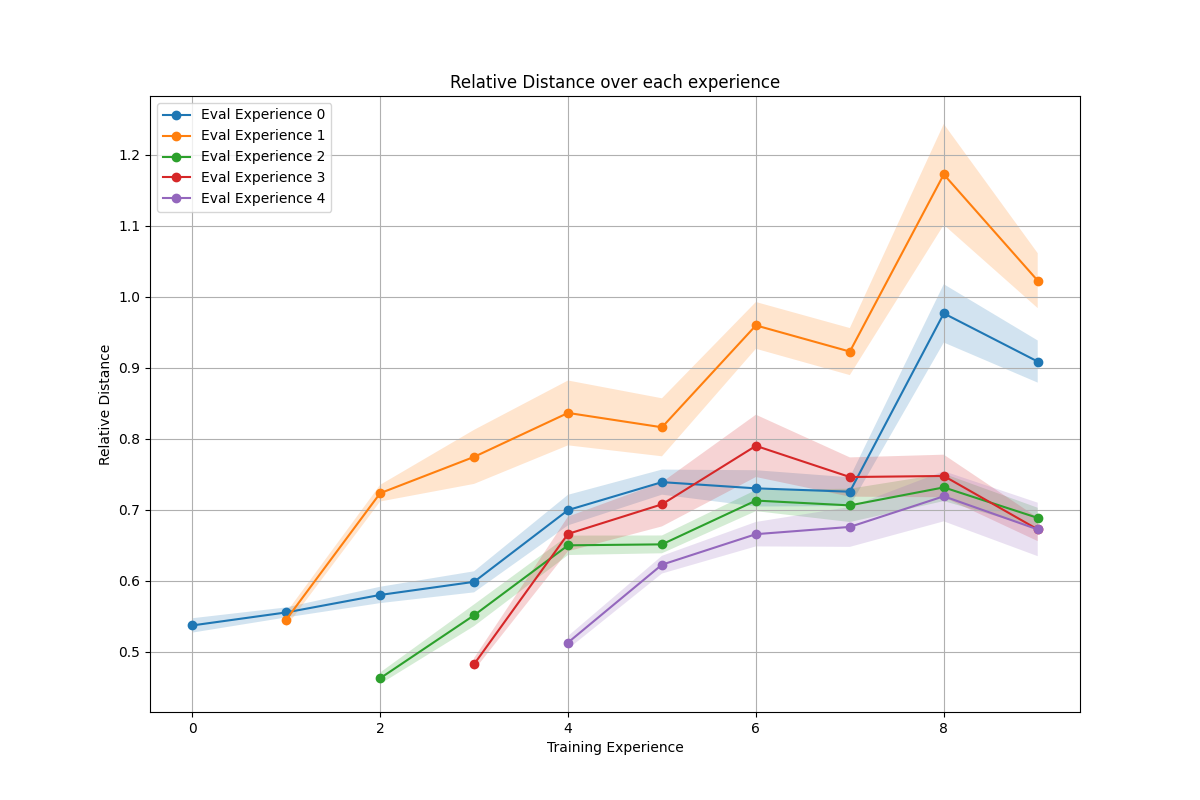 Relative Distance over each experience
Eval Experience 0
Eval Experience 1
Eval Experience 2
Eval Experience 3
Eval Experience 4
1.2
1.1
1.0
0.9
0.8
0.7
0.6
0.5
Relative Distance
0 2 4 6 8
Training Experience